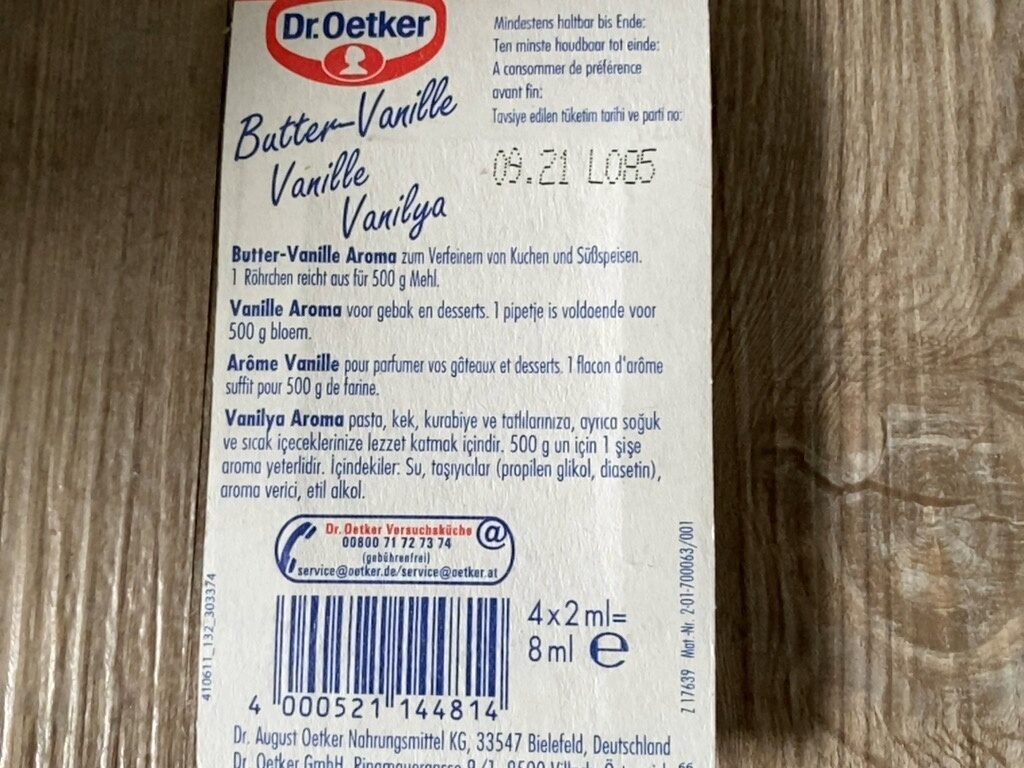 Dr.Oetker
Butter-Vanille
Vanille
Vanilya
Mindestens haltbar bis Ende:
Ten minste houdbaar tot einde:
A consommer de préférence
avant fin:
Tavsiye edilen tüketim tarihi ve parti no:
09.21 L085
Butter-Vanille Aroma zum Verfeinern von Kuchen und Süßspeisen.
1 Röhrchen reicht aus für 500 g Mehl.
Vanille Aroma voor gebak en desserts. 1 pipetje is voldoende voor
500 g bloem.
Arôme Vanille pour parfumer vos gâteaux et desserts. 1 flacon d'arôme
suffit pour 500 g de farine.
Vanilya Aroma pasta, kek, kurabiye ve tatlılarınıza, ayrıca soğuk
ve sıcak içeceklerinize lezzet katmak içindir. 500 g un için 1 şişe
aroma yeterlidir. İçindekiler: Su, taşıyıcılar (propilen glikol, diasetin),
aroma verici, etil alkol.
Dr. Oetker Versuchsküche @
00800 71 72 73 74
(gebührenfrei)
service@oetker.de/service@oetker.at
4x2 ml=
8 ml e
4 000521 144814
410611_132_303374
Z 17639 Mat.-Nr. 2-01-700063/001
Dr. August Oetker Nahrungsmittel KG, 33547 Bielefeld, Deutschland
Dr. Oetker GmbH,